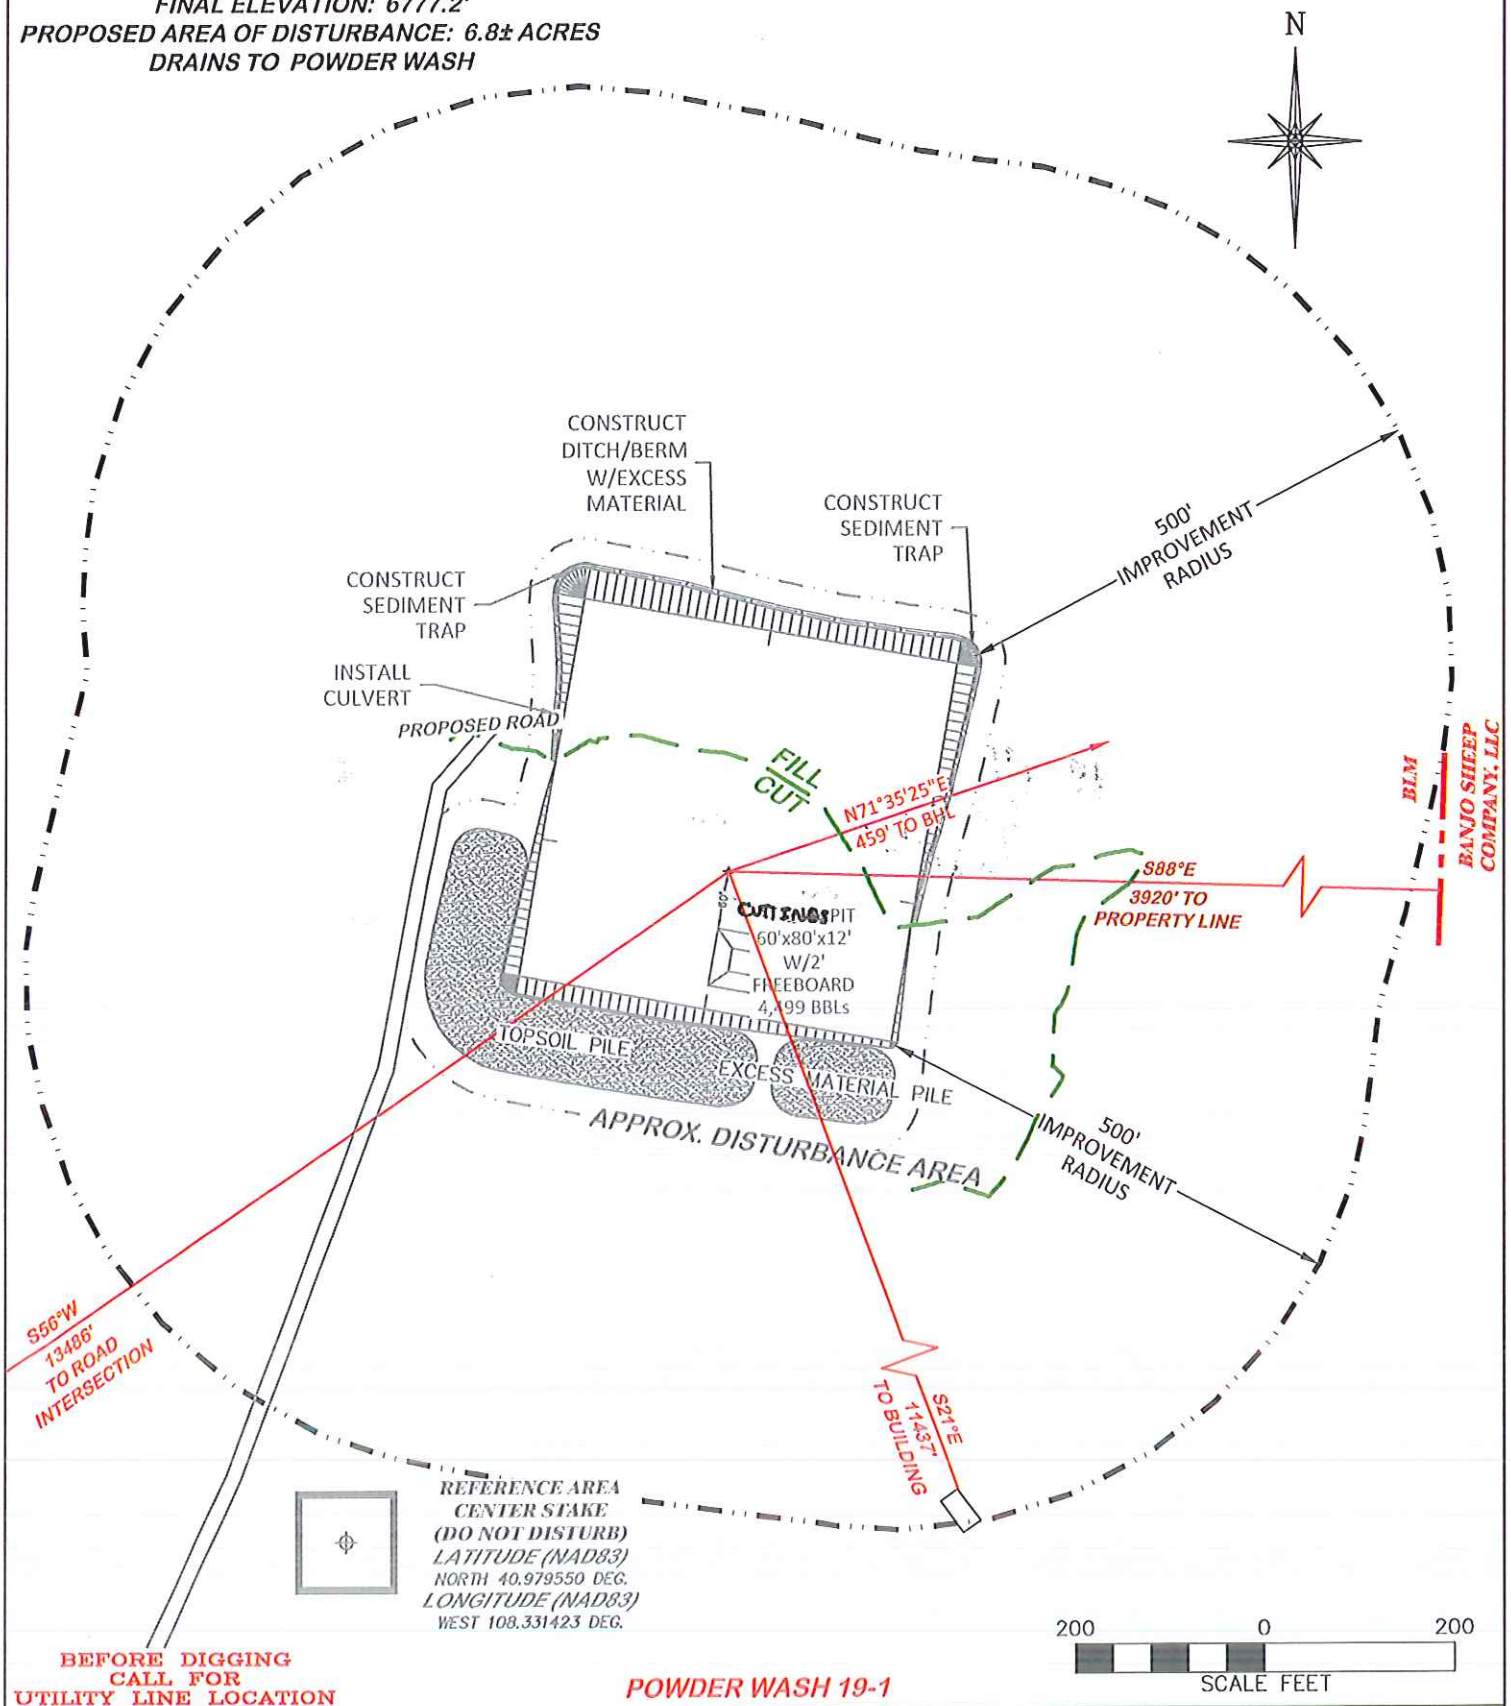 FINAL ELEVATION: 6777.2'
PROPOSED AREA OF DISTURBANCE: 6.8± ACRES
DRAINS TO POWDER WASH
N
CONSTRUCT
DITCH/BERM
W/EXCESS
MATERIAL
CONSTRUCT
SEDIMENT
TRAP
500'
IMPROVEMENT
RADIUS
CONSTRUCT
SEDIMENT
TRAP
INSTALL
CULVERT
PROPOSED ROAD
FILL
CUT
N71°35'25"E
459' TO BHL
BLM
BANJO SHEEP
COMPANY, LLC
S88°E
3920' TO
PROPERTY LINE
60'
CUTTINGS PIT
60'x80'x12'
W/2'
FREEBOARD
4,499 BBLs
TOPSOIL PILE
EXCESS MATERIAL PILE
APPROX. DISTURBANCE AREA
500'
IMPROVEMENT
RADIUS
S56°W
13486'
TO ROAD
INTERSECTION
S21°E
11437'
TO BUILDING
REFERENCE AREA
CENTER STAKE
(DO NOT DISTURB)
LATITUDE (NAD83)
NORTH 40.979550 DEG.
LONGITUDE (NAD83)
WEST 108.331423 DEG.
200 0 200
SCALE FEET
BEFORE DIGGING
CALL FOR
UTILITY LINE LOCATION
POWDER WASH 19-1